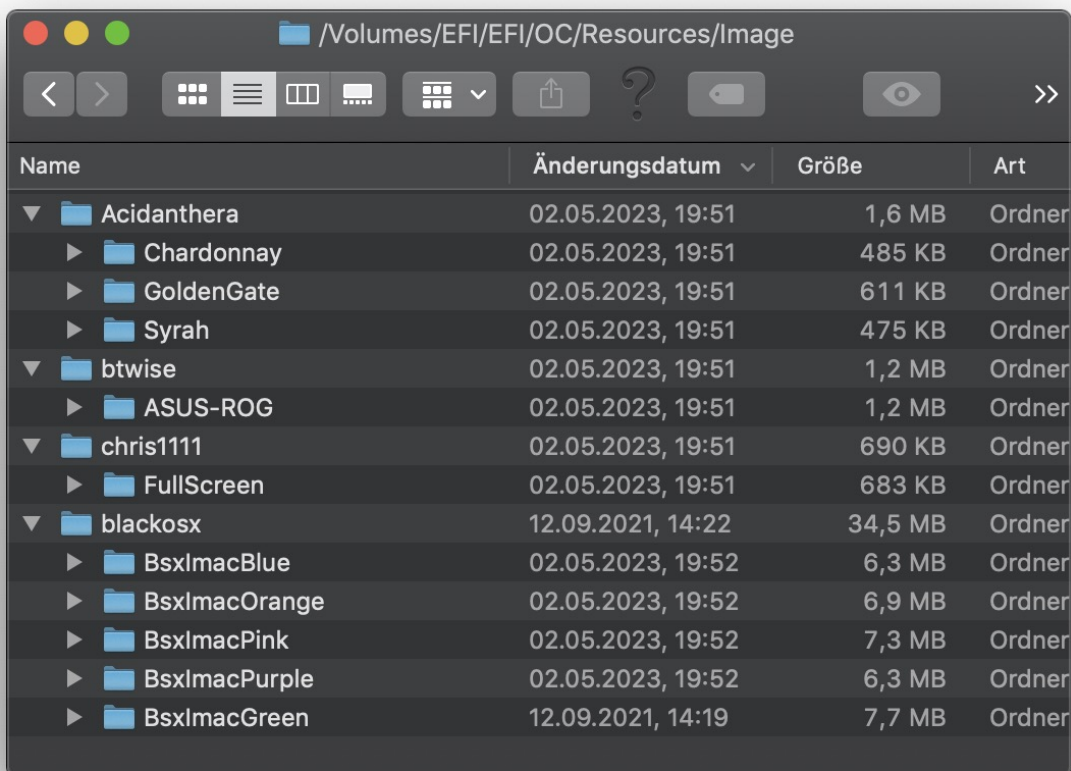 /Volumes/EFI/EFI/OC/Resources/Image
Name Änderungsdatum Größe Art
Acidanthera 02.05.2023, 19:51 1,6 MB Ordner
Chardonnay 02.05.2023, 19:51 485 KB Ordner
GoldenGate 02.05.2023, 19:51 611 KB Ordner
Syrah 02.05.2023, 19:51 475 KB Ordner
btwise 02.05.2023, 19:51 1,2 MB Ordner
ASUS-ROG 02.05.2023, 19:51 1,2 MB Ordner
chris1111 02.05.2023, 19:51 690 KB Ordner
FullScreen 02.05.2023, 19:51 683 KB Ordner
blackosx 12.09.2021, 14:22 34,5 MB Ordner
BsxImacBlue 02.05.2023, 19:52 6,3 MB Ordner
BsxImacOrange 02.05.2023, 19:52 6,9 MB Ordner
BsxImacPink 02.05.2023, 19:52 7,3 MB Ordner
BsxImacPurple 02.05.2023, 19:52 6,3 MB Ordner
BsxImacGreen 12.09.2021, 14:19 7,7 MB Ordner